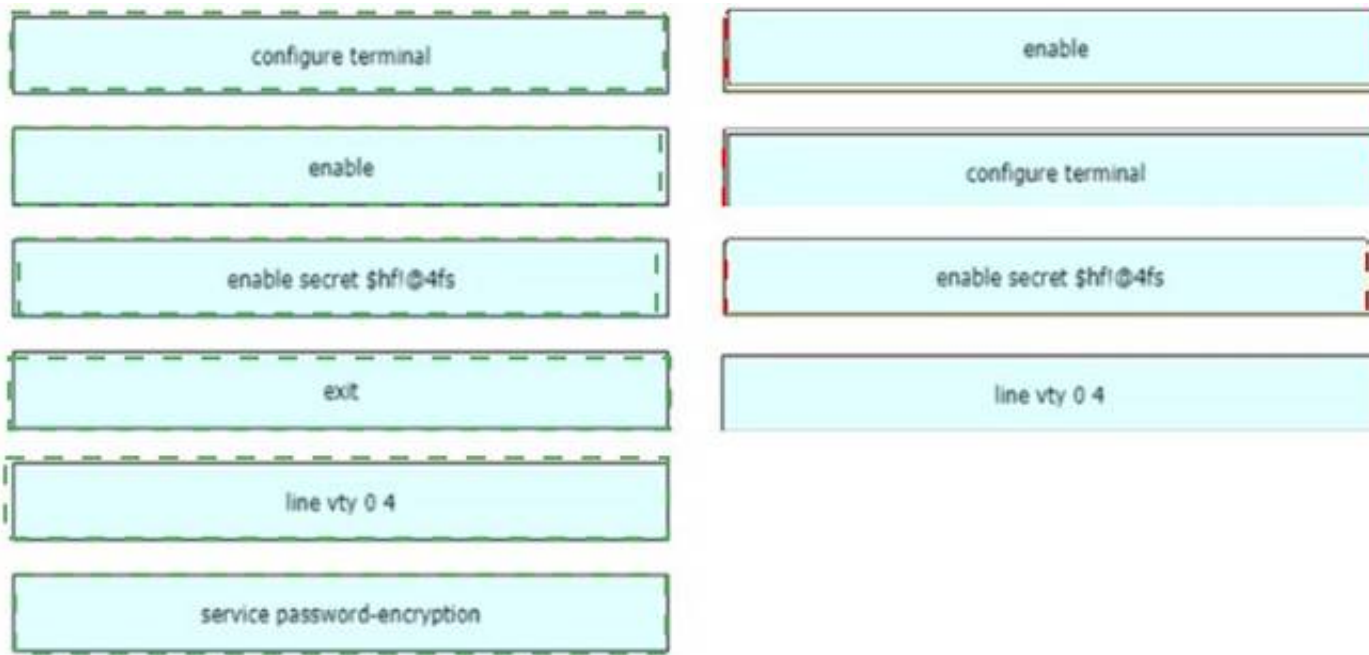 configure terminal
enable
enable secret $hf!@4fs
exit
line vty 0 4
service password-encryption
enable
configure terminal
enable secret $hf!@4fs
line vty 0 4